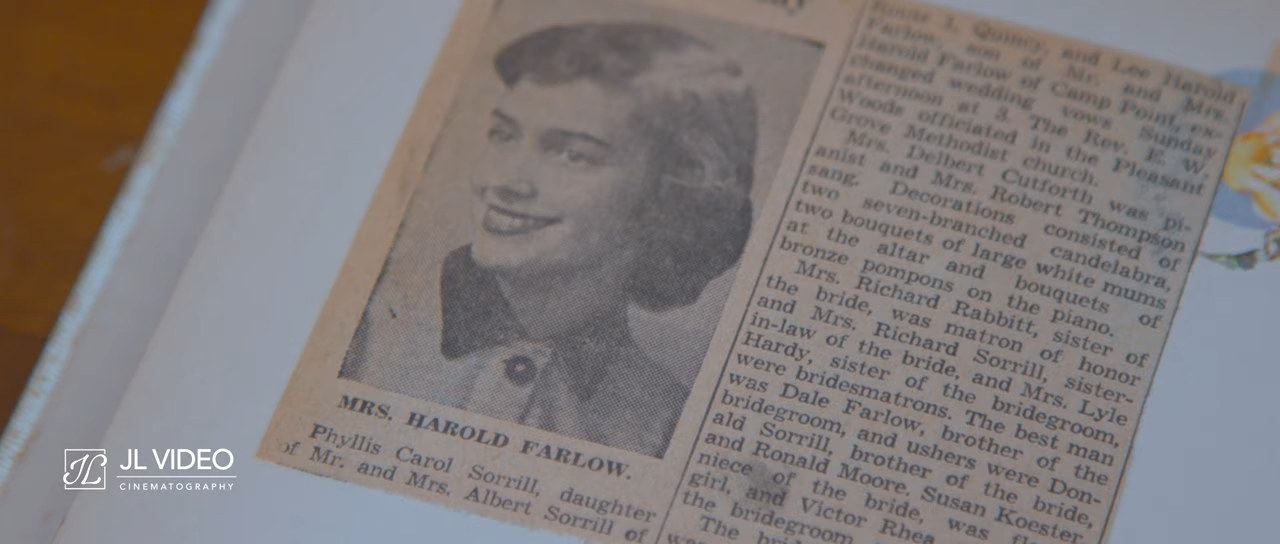 MRS. HAROLD FARLOW.
Phyllis Carol Sorrill, daughter
of Mr. and Mrs. Albert Sorrill of
Route 1, Quincy, and Lee Harold
Farlow, son of Mr. and Mrs.
Harold Farlow of Camp Point, ex-
changed wedding vows Sunday
afternoon at 3. The Rev. E. W.
Woods officiated in the Pleasant
Grove Methodist church.
Mrs. Delbert Cutforth was pi-
anist and Mrs. Robert Thompson
sang. Decorations consisted of
two seven-branched candelabra,
two bouquets of large white mums
at the altar and bouquets of
bronze pompons on the piano.
Mrs. Richard Rabbitt, sister of
the bride, was matron of honor
and Mrs. Richard Sorrill, sister-
in-law of the bride, and Mrs. Lyle
Hardy, sister of the bridegroom,
were bridesmatrons. The best man
was Dale Farlow, brother of the
bridegroom, and ushers were Don-
ald Sorrill, brother of the bride,
and Ronald Moore. Susan Koester,
niece of the bride, was
girl, and Victor Rhea
the bridegroom
The
JL VIDEO
CINEMATOGRAPHY